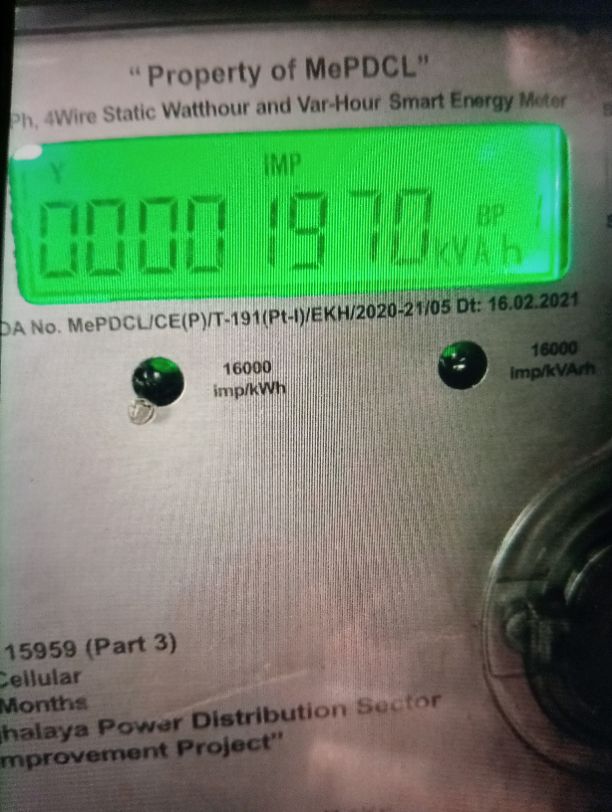 “Property of MePDCL”
Ph, 4Wire Static Watthour and Var-Hour Smart Energy Meter
Y IMP
00001970 BP 1
kVAh
DA No. MePDCL/CE(P)/T-191(Pt-I)/EKH/2020-21/05 Dt: 16.02.2021
16000 16000
imp/kWh imp/kVArh
15959 (Part 3)
Cellular
Months
halaya Power Distribution Sector
mprovement Project”